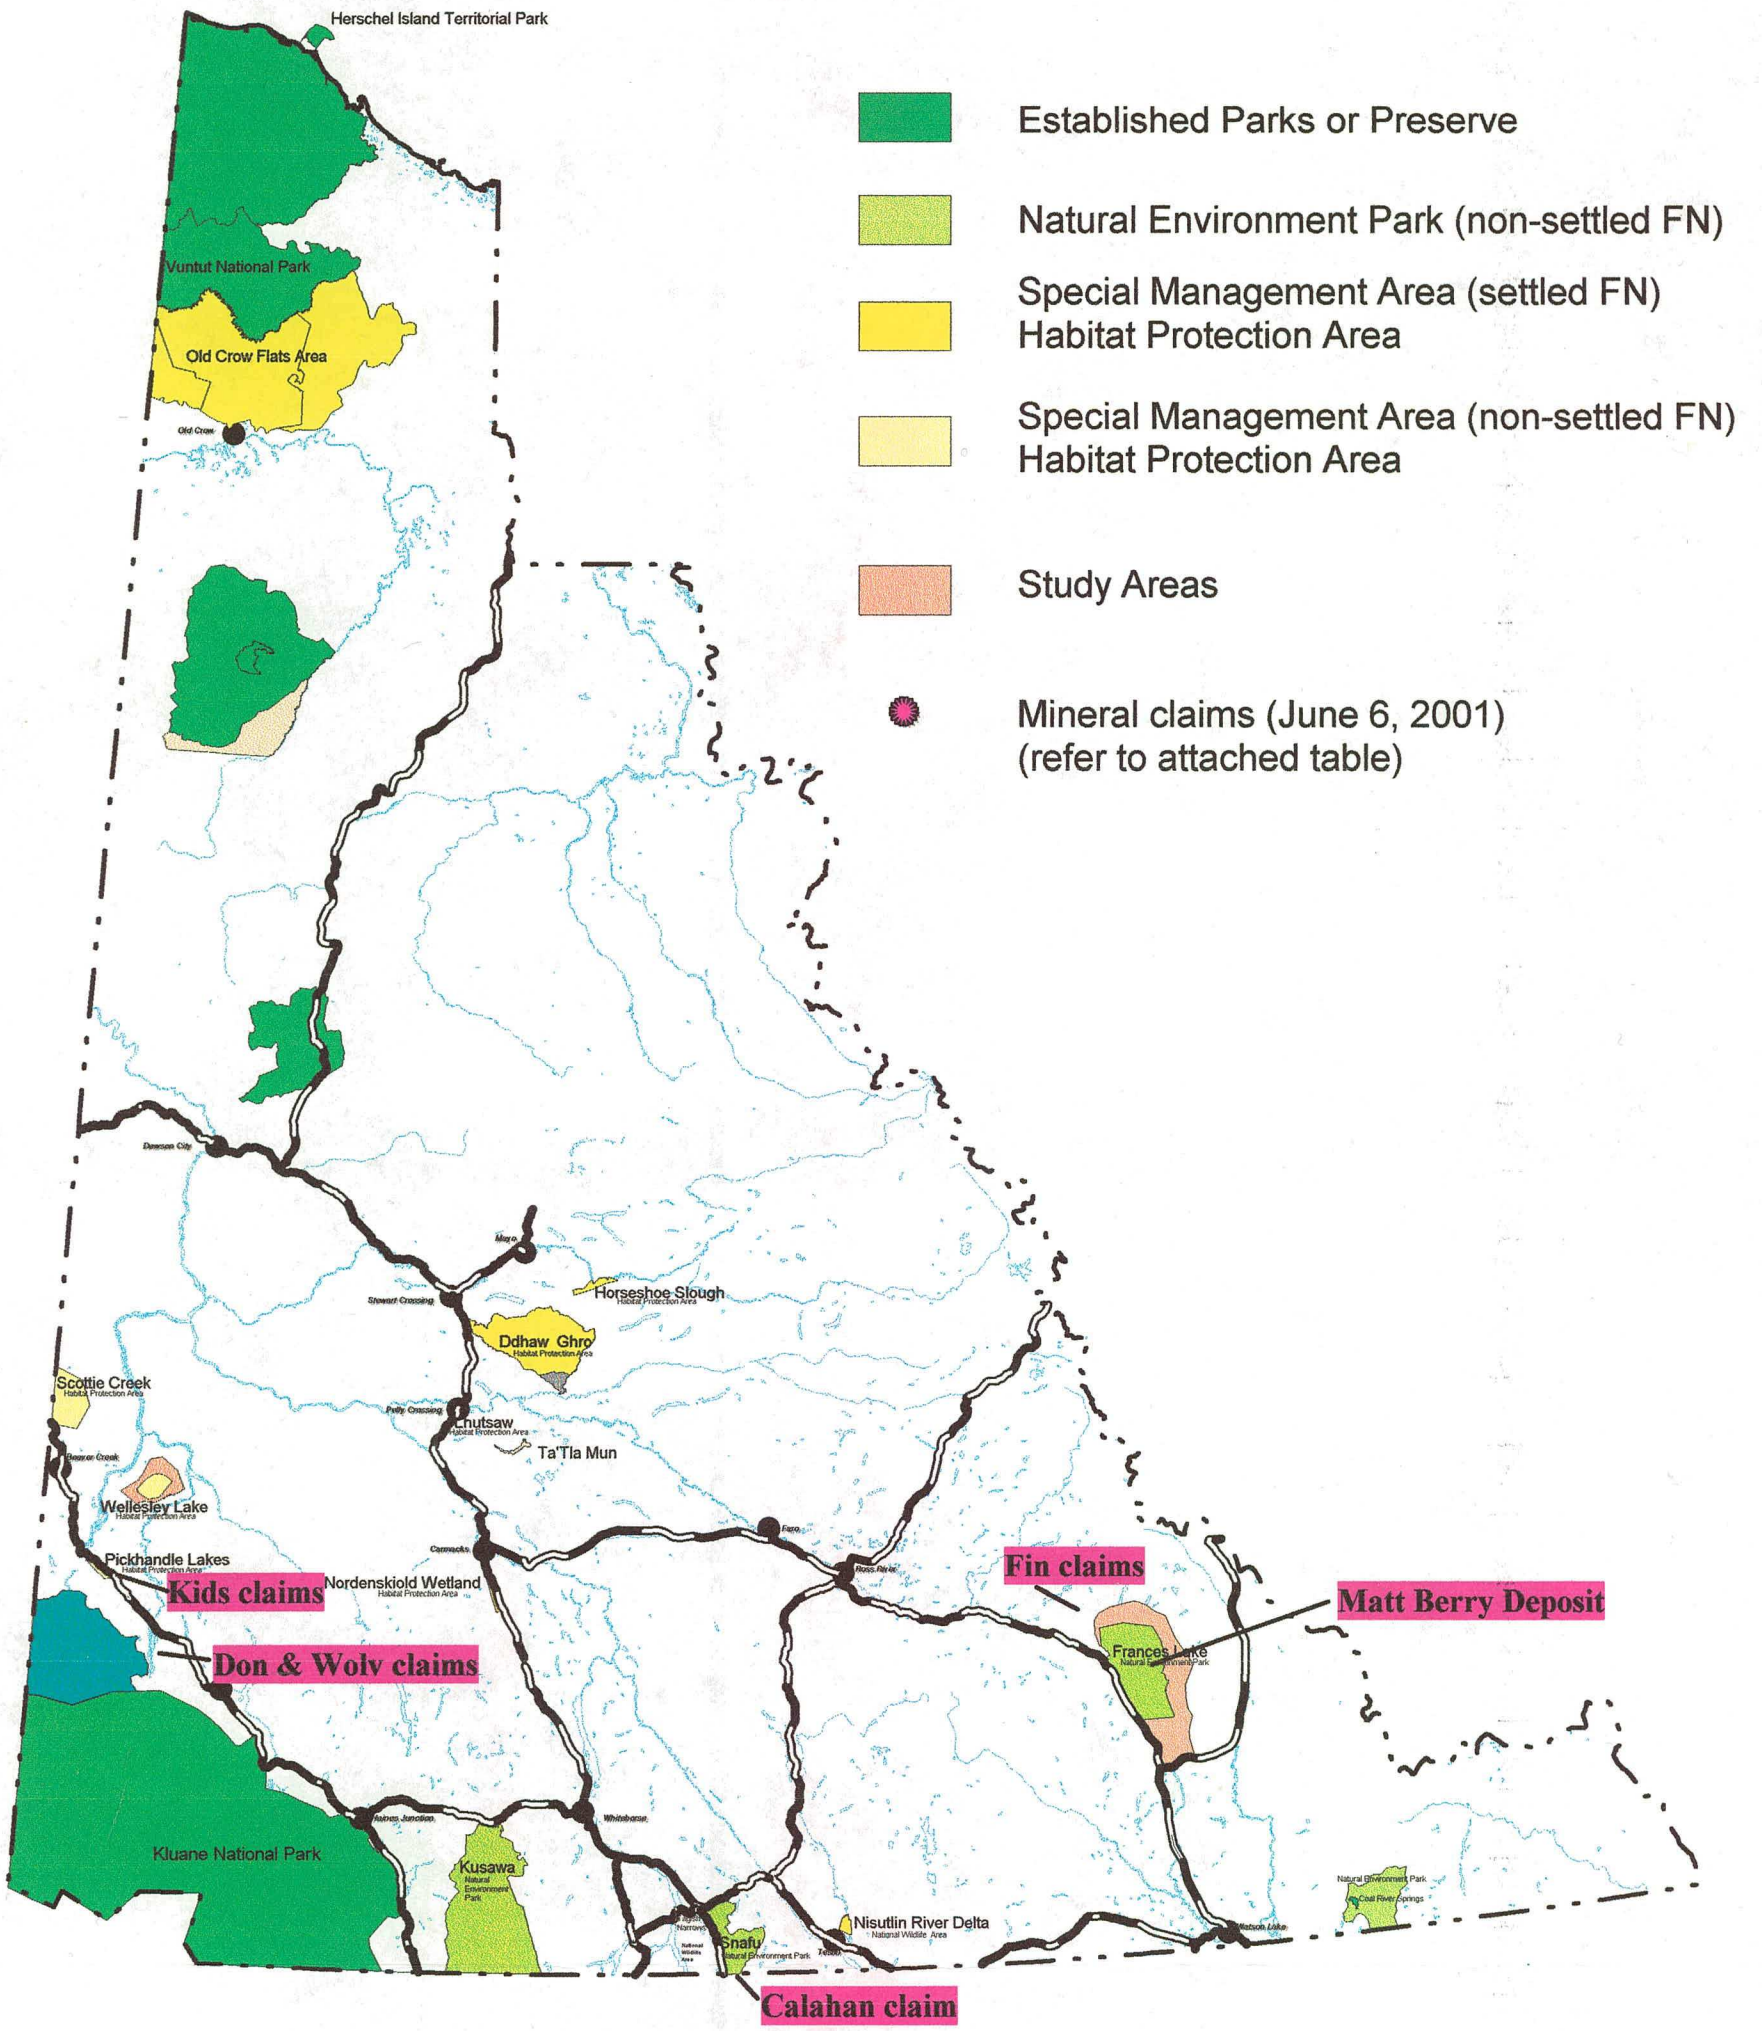 Herschel Island Territorial Park
Established Parks or Preserve
Natural Environment Park (non-settled FN)
Special Management Area (settled FN)
Habitat Protection Area
Special Management Area (non-settled FN)
Habitat Protection Area
Study Areas
Mineral claims (June 6, 2001)
(refer to attached table)
Vuntut National Park
Old Crow Flats Area
Old Crow
Dawson City
Mayo
Stewart Crossing
Horseshoe Slough
Habitat Protection Area
Ddhaw Ghro
Habitat Protection Area
Scottie Creek
Habitat Protection Area
Pelly Crossing
Lhutsaw
Habitat Protection Area
Ta'Tla Mun
Beaver Creek
Wellesley Lake
Habitat Protection Area
Faro
Carmacks
Pickhandle Lakes
Habitat Protection Area
Kids claims
Nordenskiold Wetland
Habitat Protection Area
Ross River
Fin claims
Matt Berry Deposit
Frances Lake
Natural Environment Park
Don & Wolv claims
Haines Junction
Whitehorse
Kluane National Park
Kusawa
Natural
Environment
Park
Natural Environment Park
Coal River Springs
Narrows
National
Wildlife
Area
Snafu
Natural Environment Park
Nisutlin River Delta
National Wildlife Area
Teslin
Watson Lake
Calahan claim